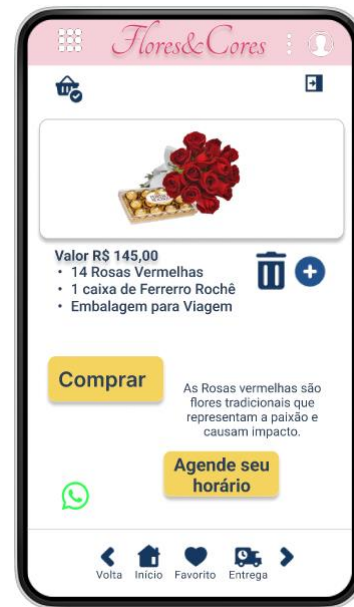 Flores&Cores
Valor R$ 145,00
• 14 Rosas Vermelhas
• 1 caixa de Ferrerro Rochê
• Embalagem para Viagem
Comprar
As Rosas vermelhas são
flores tradicionais que
representam a paixão e
causam impacto.
Agende seu
horário
Volta Início Favorito Entrega